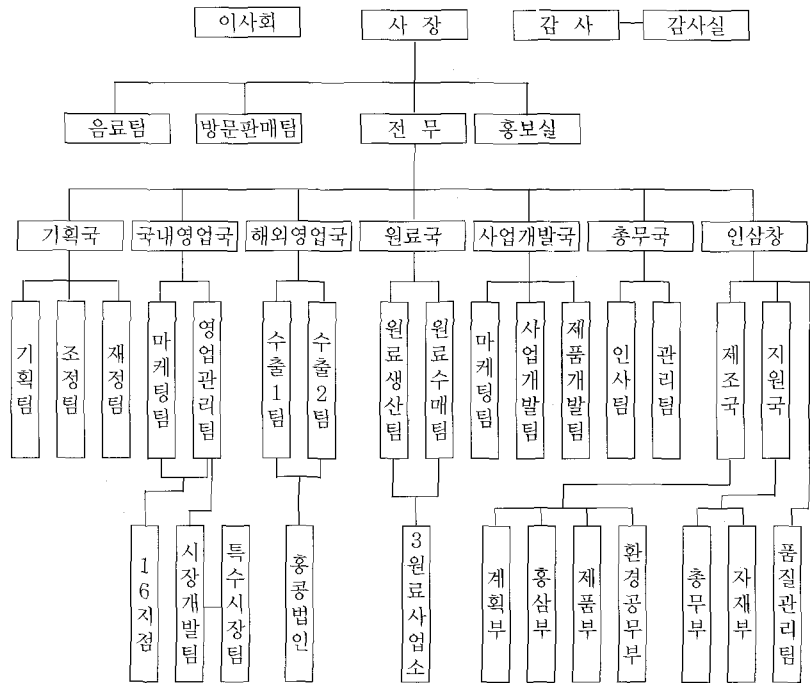 이사회
사 장
감 사
감사실
음료팀
방문판매팀
전 무
홍보실
기획국
국내영업국
해외영업국
원료국
사업개발국
총무국
인삼창
기획팀
조정팀
재정팀
마케팅팀
영업관리팀
수출1팀
수출2팀
원료생산팀
원료수매팀
마케팅팀
사업개발팀
제품개발팀
인사팀
관리팀
제조국
지원국
16지점
시장개발팀
특수시장팀
홍콩법인
3원료사업소
계획부
홍삼부
제품부
환경공무부
총무부
자재부
품질관리팀